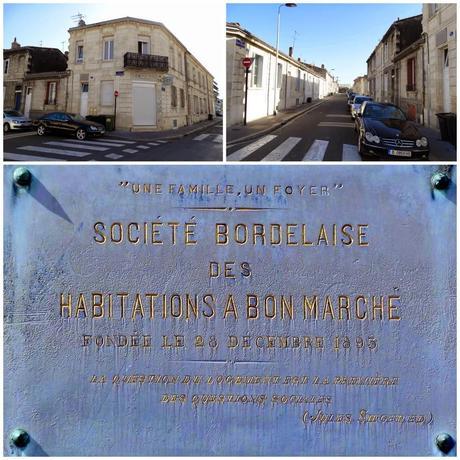 "UNE FAMILLE, UN FOYER"
SOCIÉTÉ BORDELAISE
DES
HABITATIONS A BON MARCHÉ
FONDÉE LE 28 DÉCEMBRE 1893
LA QUESTION DU LOGEMENT EST LA PREMIÈRE
DES QUESTIONS SOCIALES
(JULES SIEGFRIED)